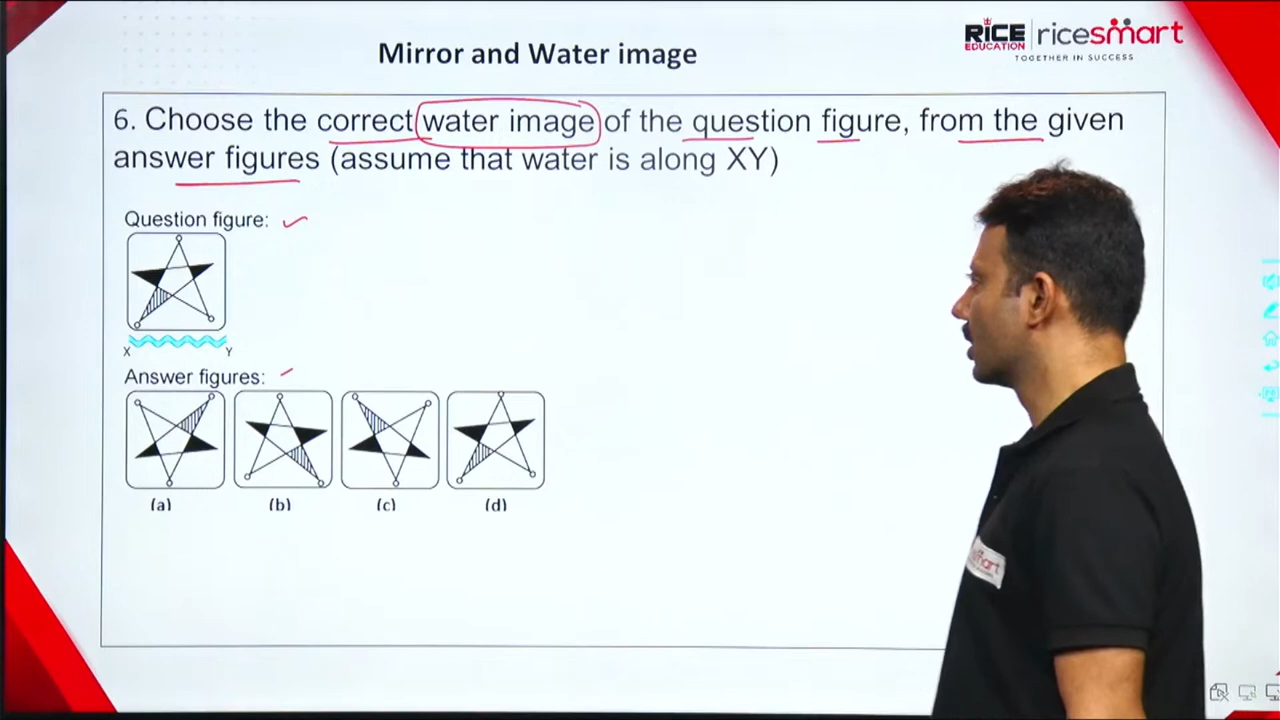 Mirror and Water image
RICE EDUCATION ricesmart
TOGETHER IN SUCCESS
6. Choose the correct water image of the question figure, from the given
answer figures (assume that water is along XY)
Question figure:
X Y
Answer figures:
(a) (b) (c) (d)